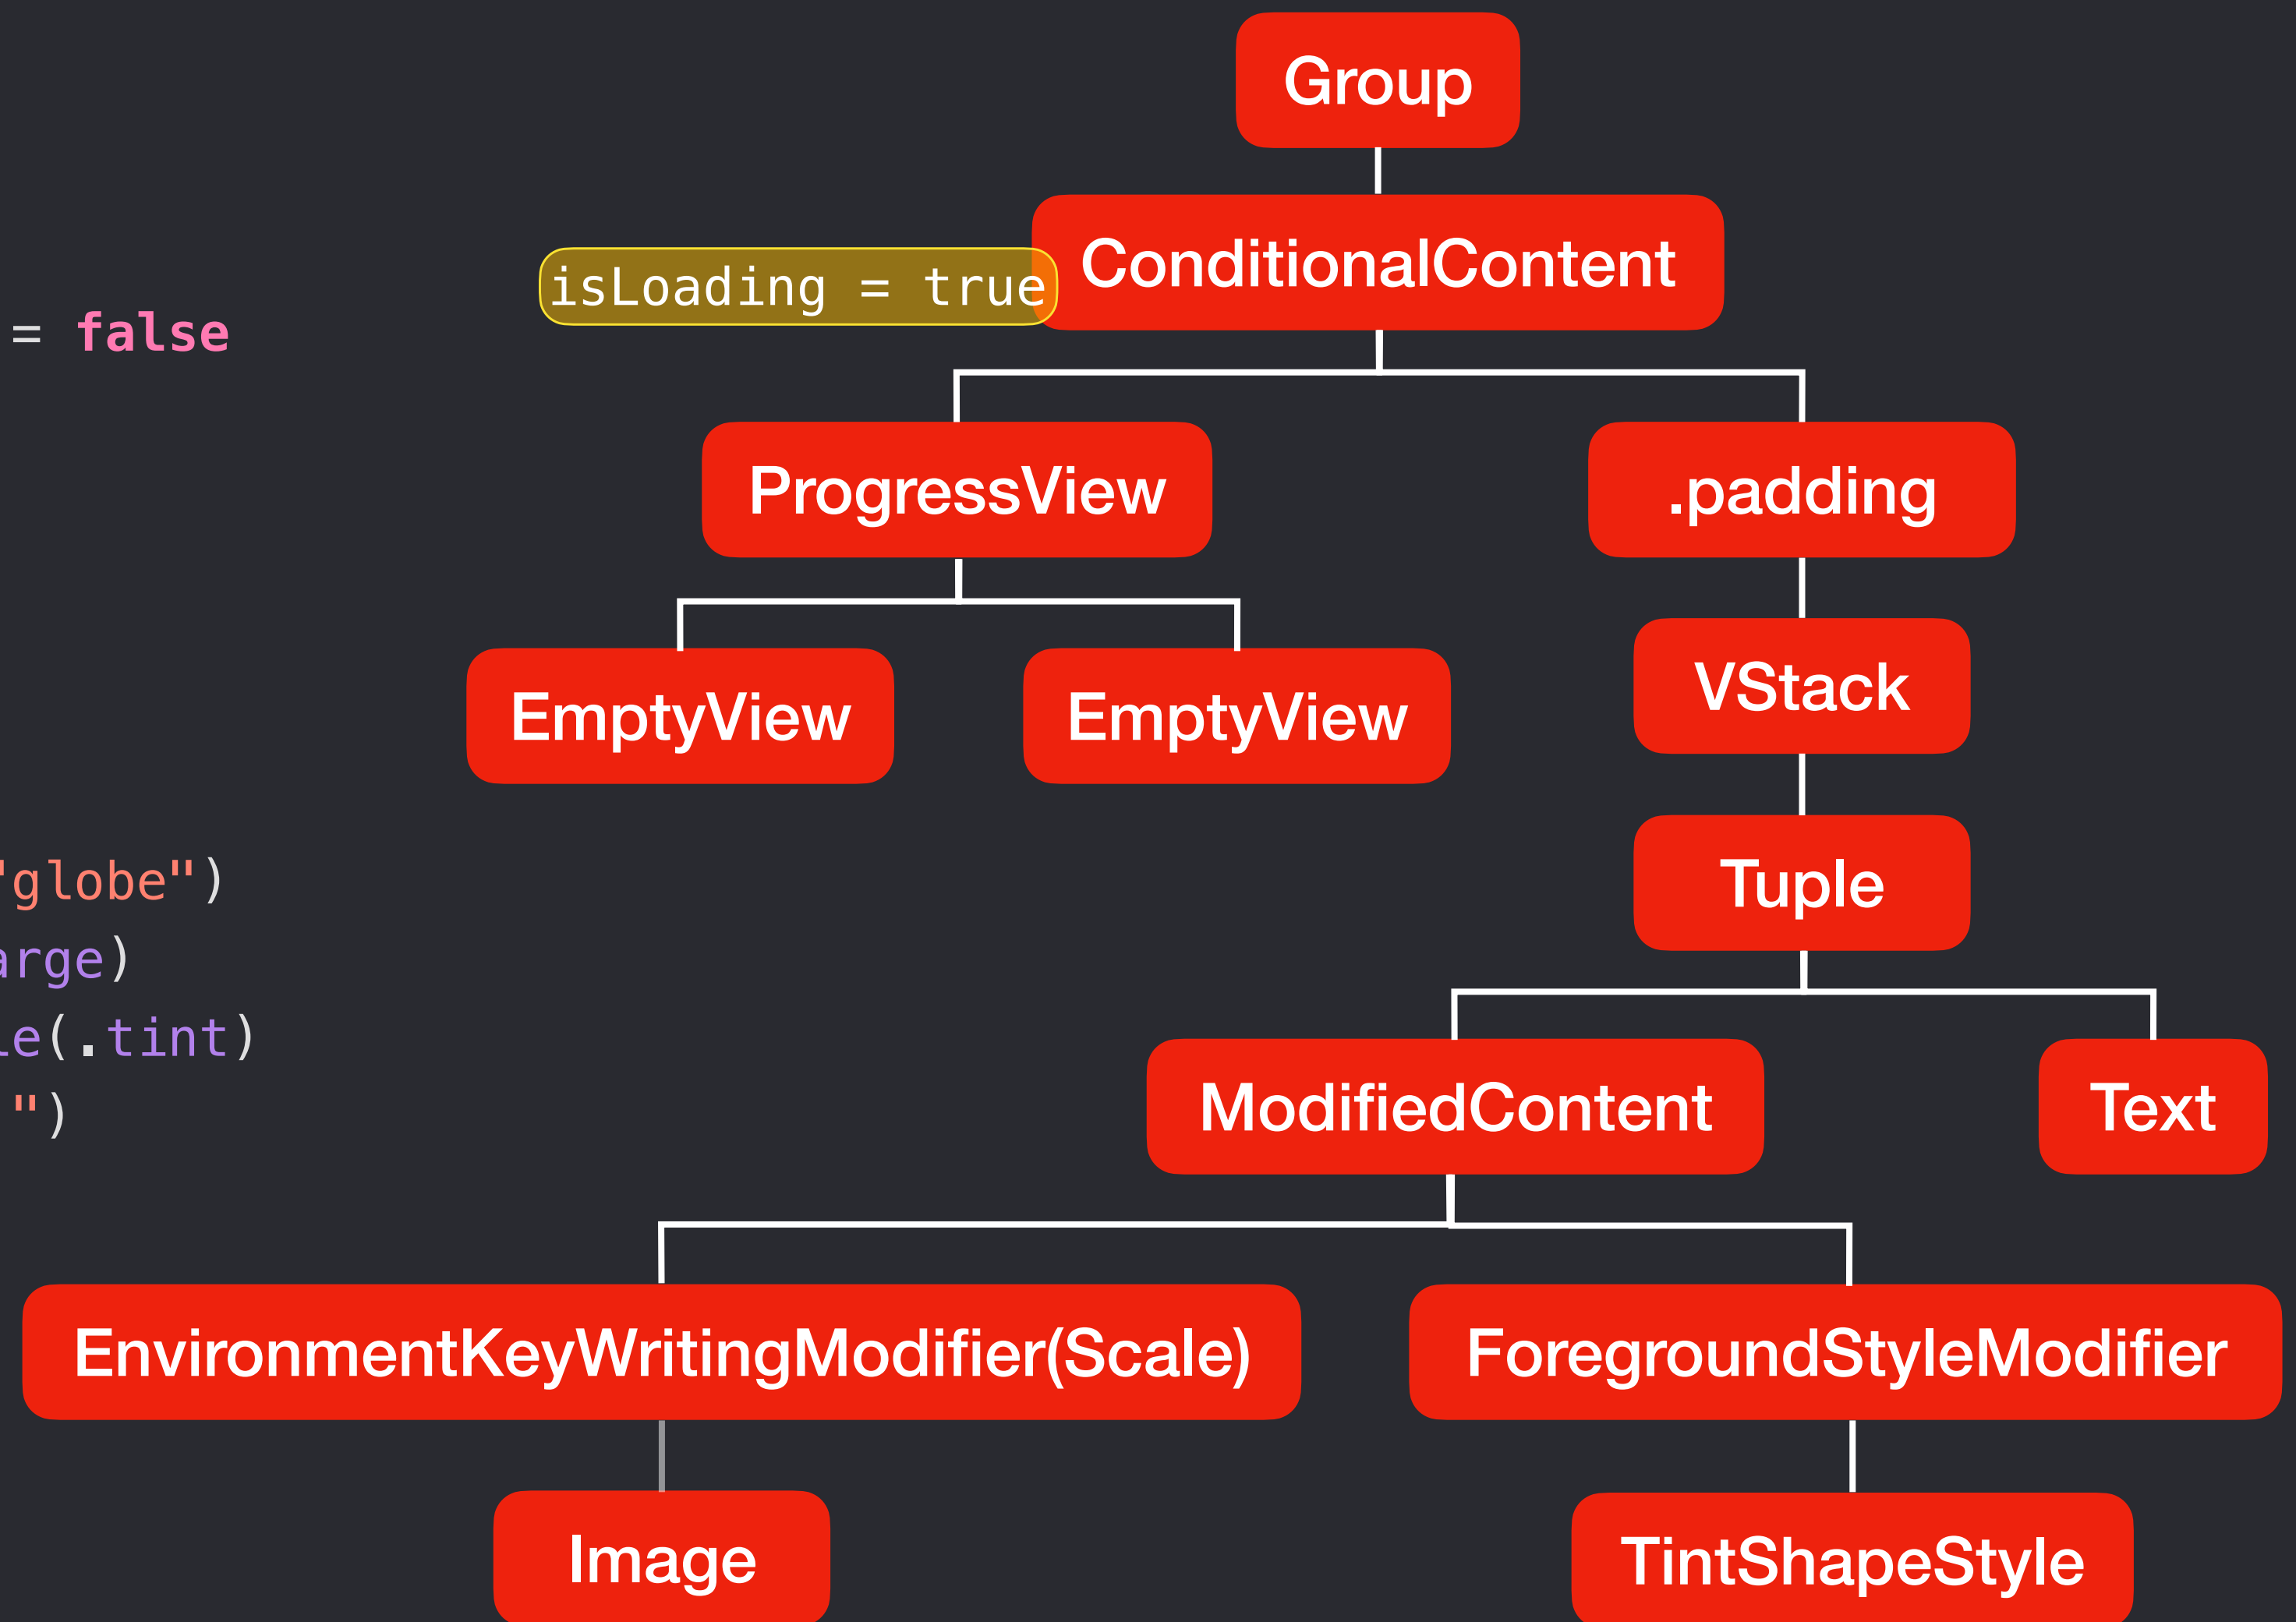 Group
ConditionalContent
isLoading = true
= false
ProgressView
.padding
EmptyView
EmptyView
VStack
Tuple
"globe")
arge)
le(.tint)
")
ModifiedContent
Text
EnvironmentKeyWritingModifier(Scale)
ForegroundStyleModifier
Image
TintShapeStyle